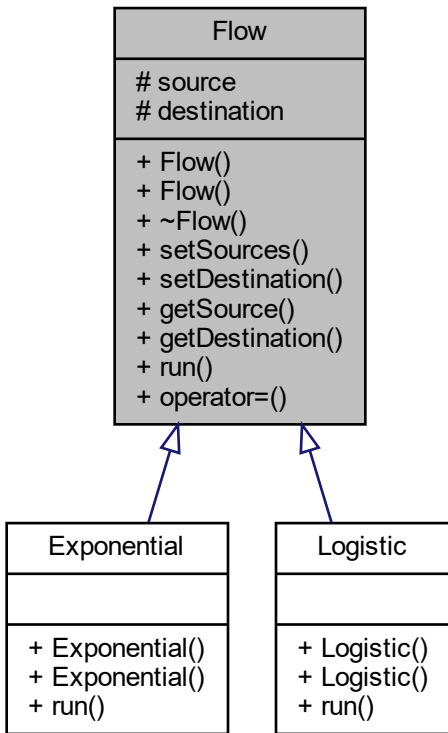 Flow
# source
# destination
+ Flow()
+ Flow()
+ ~Flow()
+ setSources()
+ setDestination()
+ getSource()
+ getDestination()
+ run()
+ operator=()
Exponential
+ Exponential()
+ Exponential()
+ run()
Logistic
+ Logistic()
+ Logistic()
+ run()